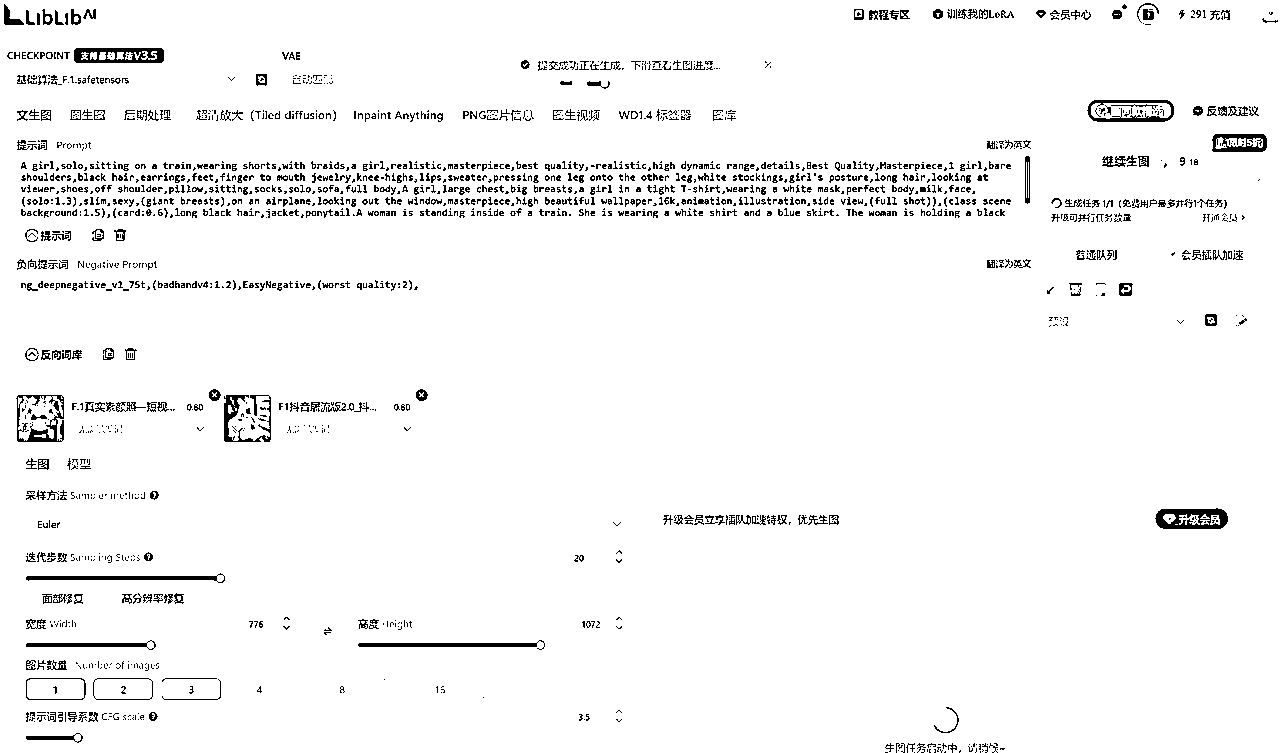 LibLib AI
教程专区
训练我的LoRA
会员中心
291 充值
CHECKPOINT 支持基础算法V3.5
VAE
基础算法_F.1.safetensors
自动匹配
提交成功正在生成，下滑查看生图进度...
文生图 图生图 后期处理 超清放大（Tiled diffusion） Inpaint Anything PNG图片信息 图生视频 WD1.4 标签器 图库
反馈及建议
提示词 Prompt
翻译为英文
A girl,solo,sitting on a train,wearing shorts,with braids,a girl,realistic,masterpiece,best quality,-realistic,high dynamic range,details,Best Quality,Masterpiece,1 girl,bare
shoulders,black hair,earrings,feet,finger to mouth jewelry,knee-highs,lips,sweater,pressing one leg onto the other leg,white stockings,girl's posture,long hair,looking at
viewer,shoes,off shoulder,pillow,sitting,socks,solo,sofa,full body,A girl,large chest,big breasts,a girl in a tight T-shirt,wearing a white mask,perfect body,milk,face,
(solo:1.3),slim,sexy,(giant breasts),on an airplane,looking out the window,masterpiece,high beautiful wallpaper,16k,animation,illustration,side view,(full shot)),(class scene
background:1.5),(card:0.6),long black hair,jacket,ponytail.A woman is standing inside of a train. She is wearing a white shirt and a blue skirt. The woman is holding a black
提示词
负向提示词 Negative Prompt
翻译为英文
ng_deepnegative_v1_75t,(badhandv4:1.2),EasyNegative,(worst quality:2),
反向词库
继续生图
9
18
生成任务 1/1（免费用户最多并行1个任务）
升级可并行任务数量
开通会员
普通队列
会员插队加速
预设
F.1真实素颜照—短视... 0.60
F1抖音居流版2.0_抖... 0.60
生图 模型
采样方法 Sampler method
Euler
迭代步数 Sampling Steps
20
面部修复 高分辨率修复
宽度 Width
776
高度 Height
1072
图片数量 Number of images
1 2 3 4 8 16
提示词引导系数 CFG scale
3.5
升级会员立享插队加速特权，优先生图
升级会员
生图任务启动中，请稍候~